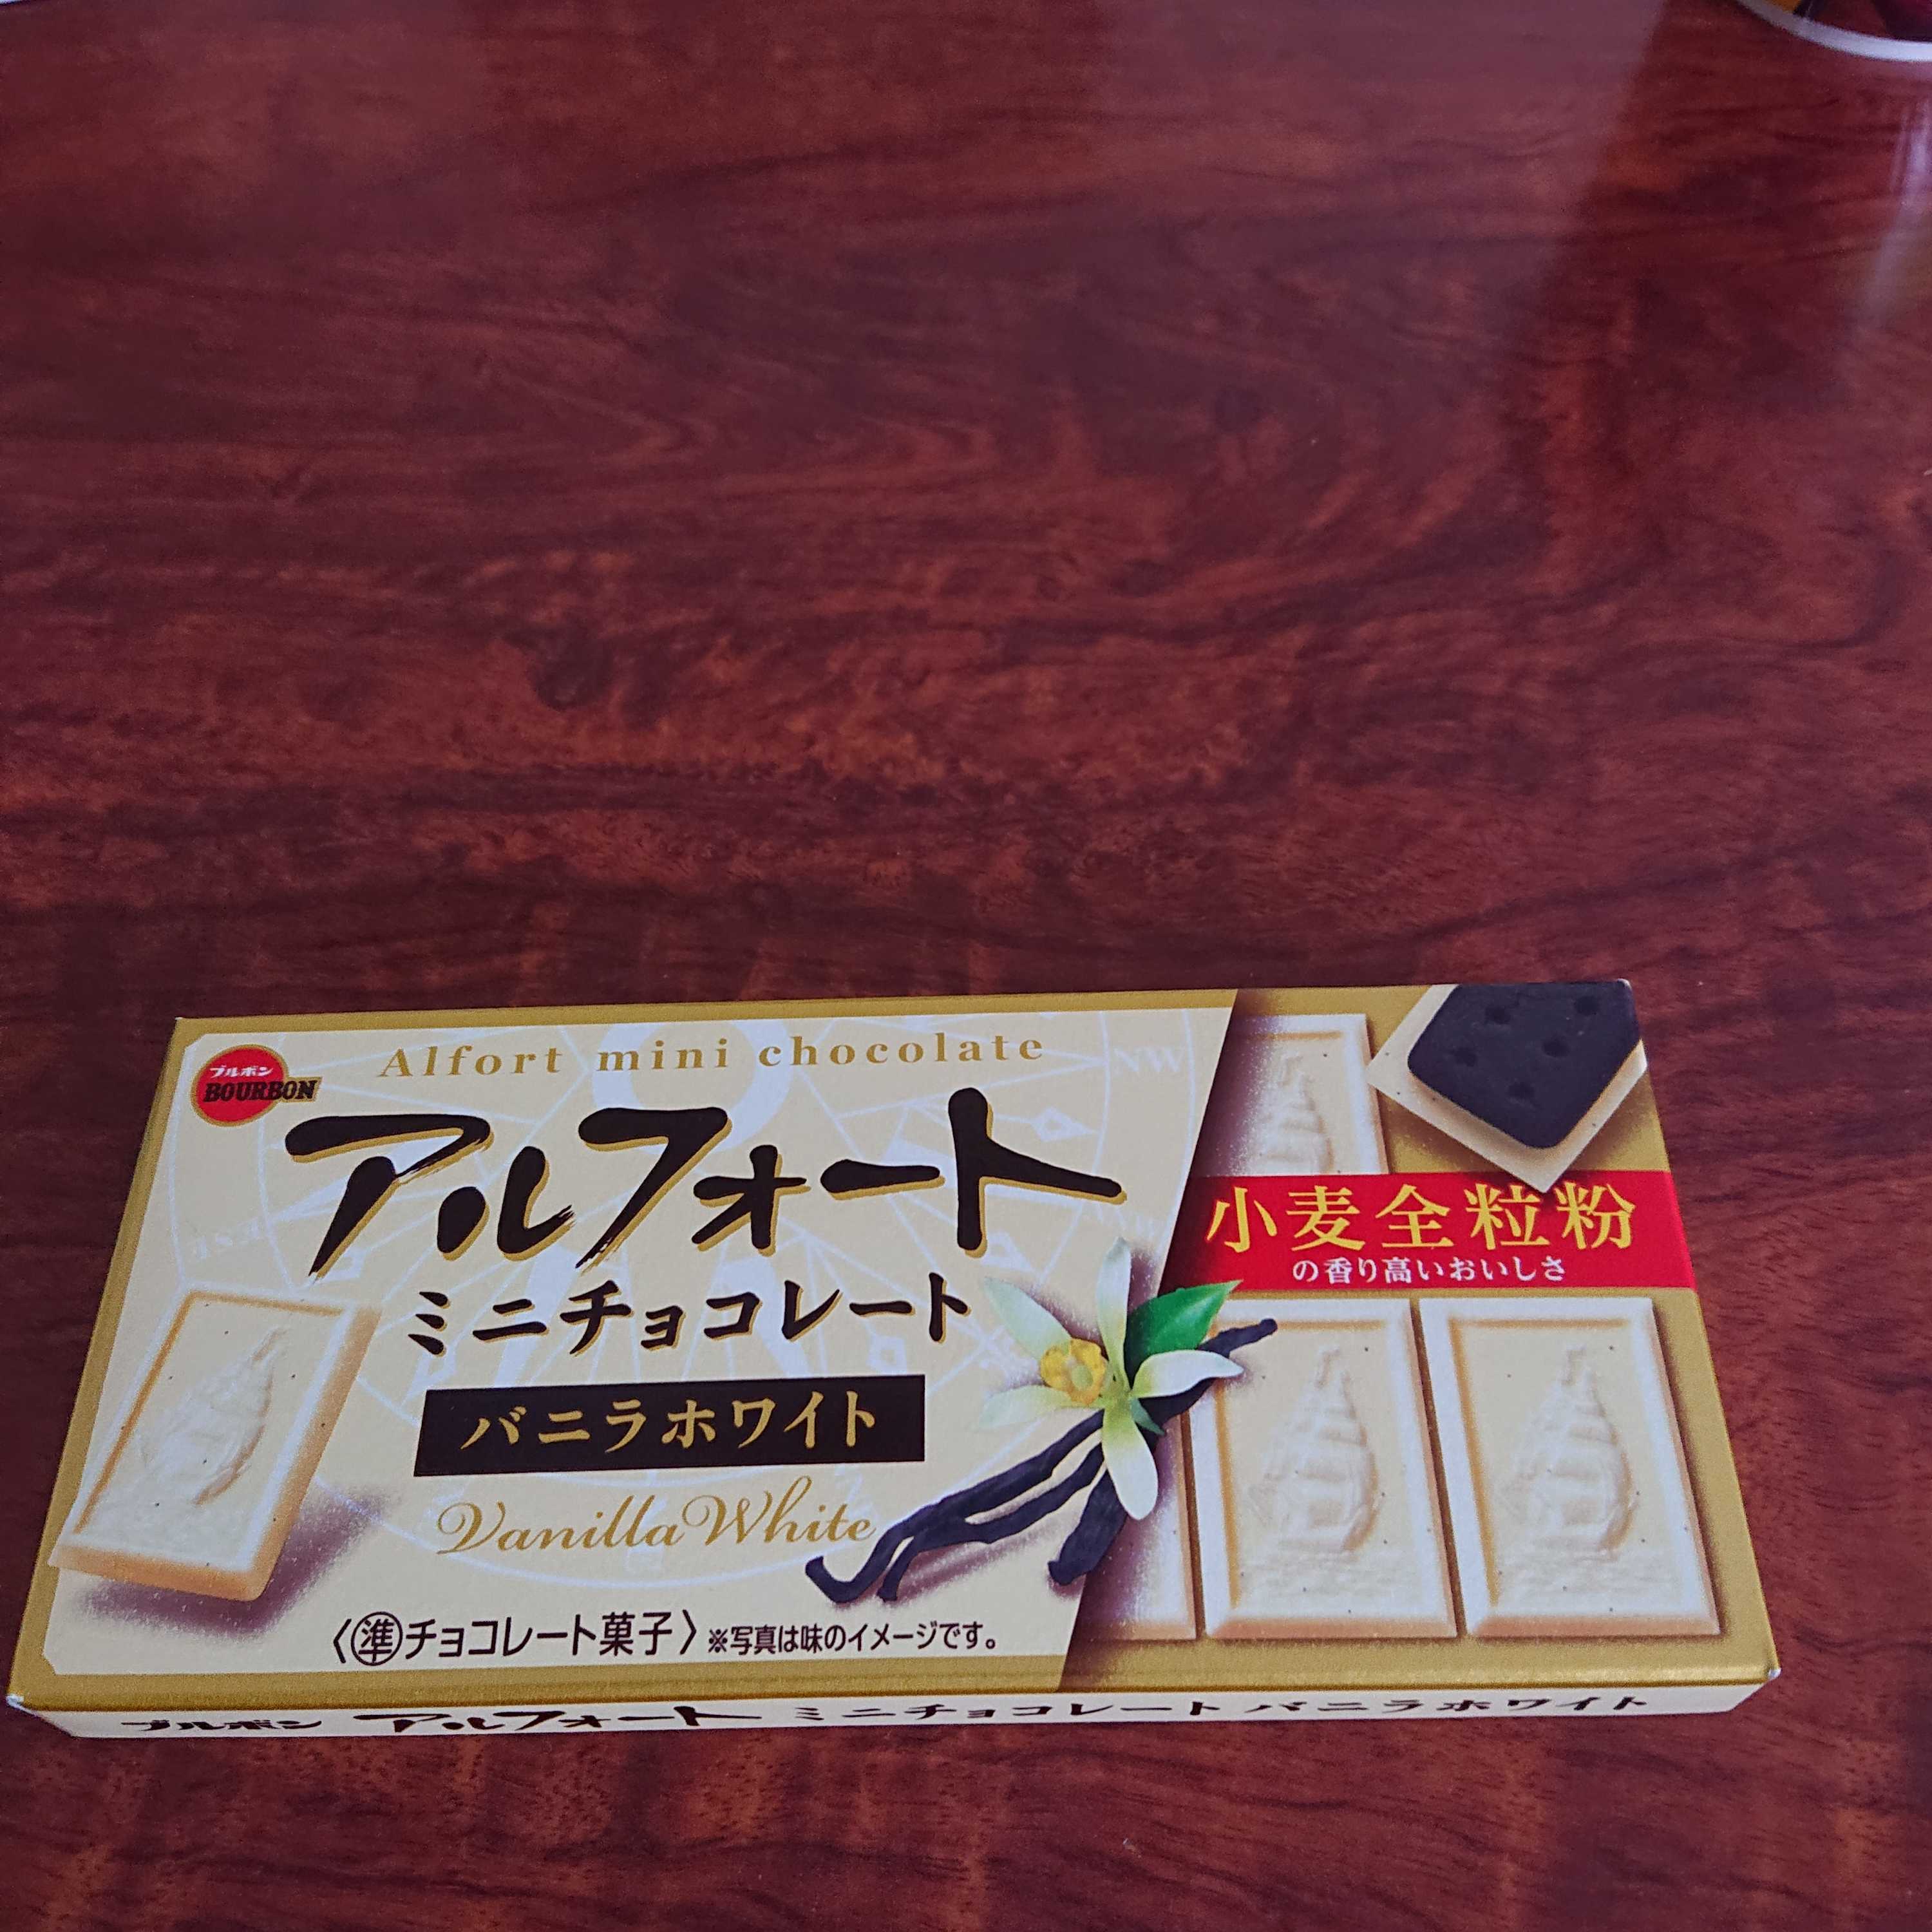 Alfort mini chocolate
ブルボン
BOURBON
アルフォート
ミニチョコレート
バニラホワイト
Vanilla White
〈㊜チョコレート菓子〉※写真は味のイメージです。
小麦全粒粉
の香り高いおいしさ
NW
ブルボン アルフォート ミニチョコレート バニラホワイト